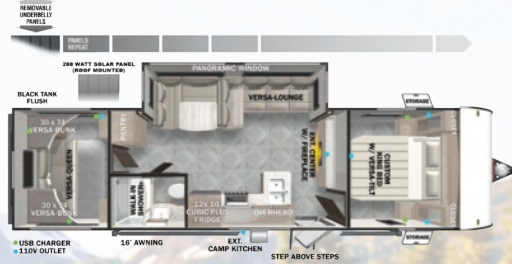 REMOVABLE
UNDERBELLY
PANELS
PANELS
REPEAT
200 WATT SOLAR PANEL
(ROOF MOUNTED)
PANORAMIC WINDOW
BLACK TANK
FLUSH
STORAGE
30 x 74
VERSA BUNK
PANTRY
VERSA-LOUNGE
VERSA-QUEEN
ENT. CENTER
W/ FIREPLACE
CUSTOM
KING BED
W/ VERSA-TILT
CLOSET
WALK-IN
SHOWER
30 x 74
VERSA BUNK
12V 10
CUBIC PLUS
FRIDGE
OVERHEAD
CLOSET
STORAGE
USB CHARGER
110V OUTLET
16' AWNING
EXT.
CAMP KITCHEN
STEP ABOVE STEPS